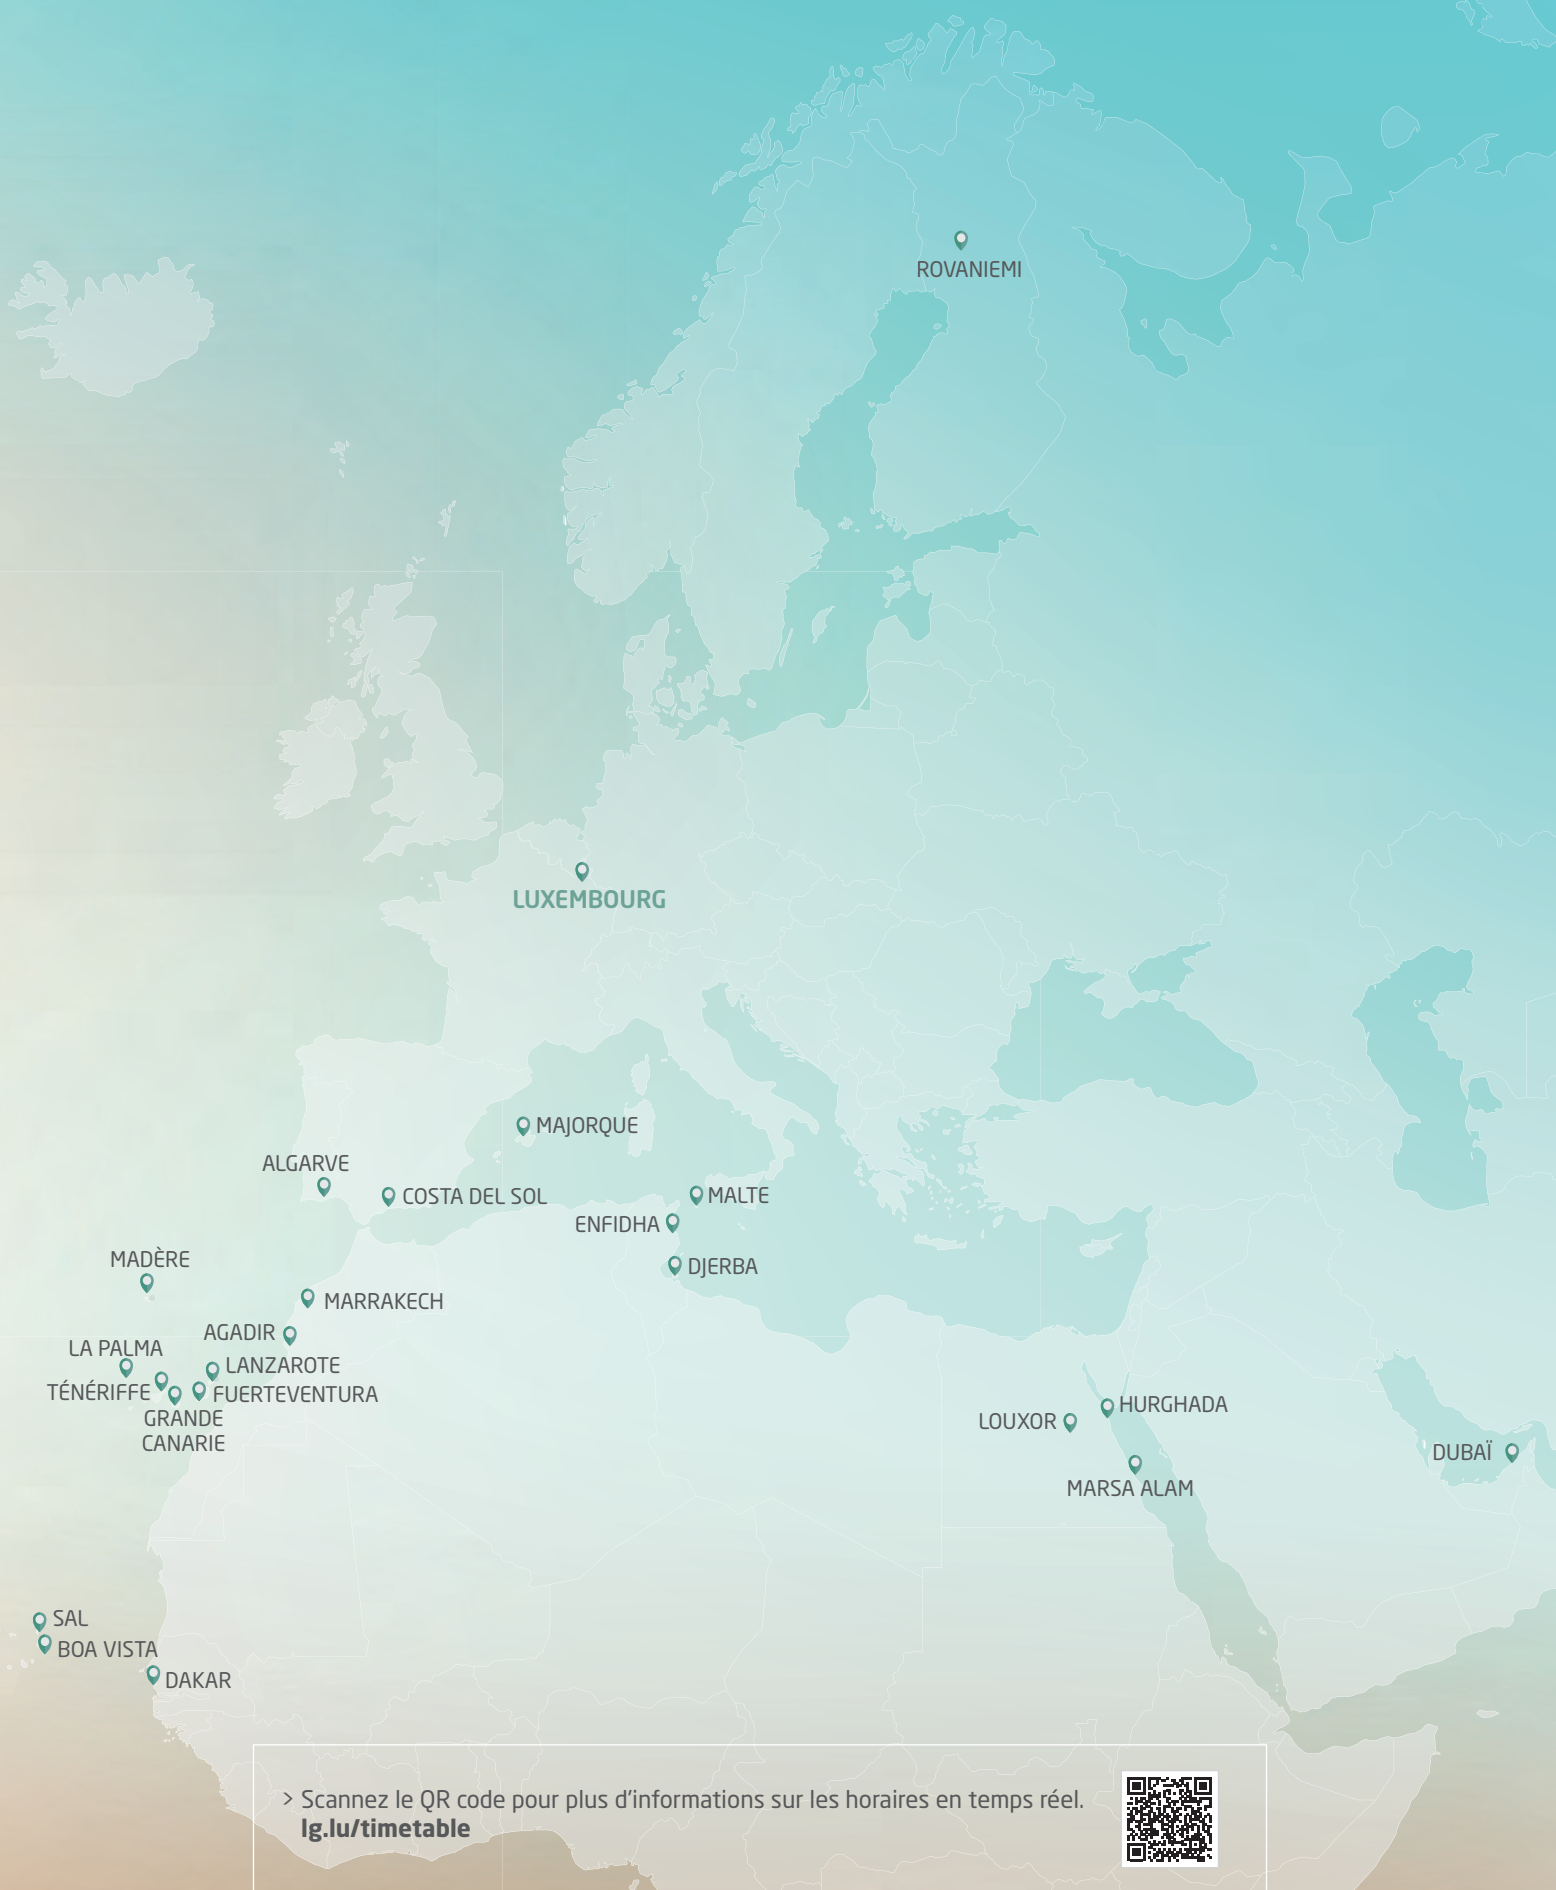 ROVANIEMI
LUXEMBOURG
MAJORQUE
ALGARVE
COSTA DEL SOL
MALTE
ENFIDHA
DJERBA
MADÈRE
MARRAKECH
AGADIR
LA PALMA
LANZAROTE
TÉNÉRIFFE
FUERTEVENTURA
GRANDE
CANARIE
HURGHADA
LOUXOR
DUBAÏ
MARSA ALAM
SAL
BOA VISTA
DAKAR
> Scannez le QR code pour plus d'informations sur les horaires en temps réel.
lg.lu/timetable